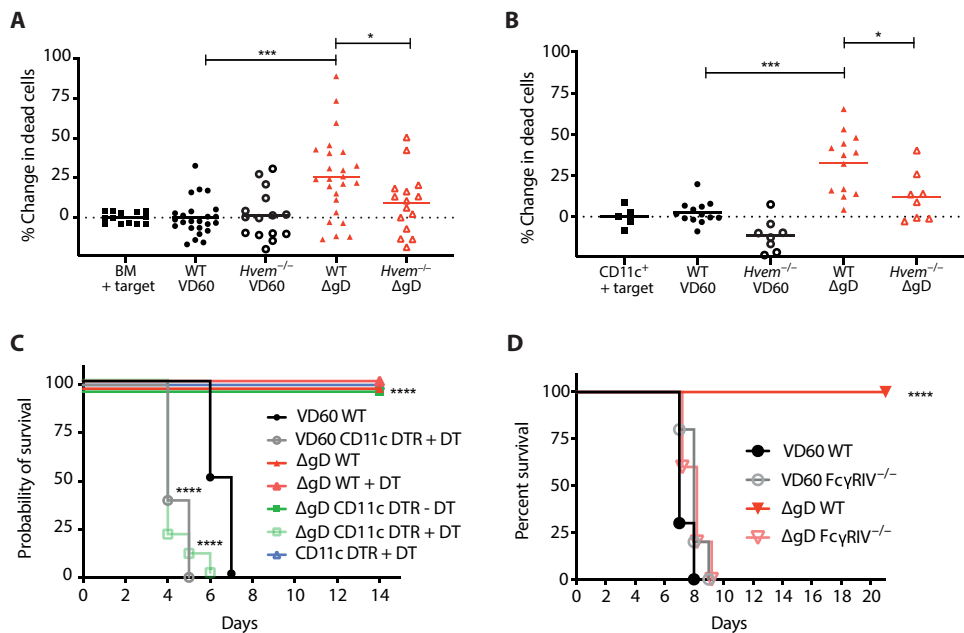 A
% Change in dead cells
100
75
50
25
0
***
*
BM
+ target
WT
VD60
Hvem⁻/⁻
VD60
WT
ΔgD
Hvem⁻/⁻
ΔgD
B
% Change in dead cells
100
75
50
25
0
***
*
CD11c⁺
+ target
WT
VD60
Hvem⁻/⁻
VD60
WT
ΔgD
Hvem⁻/⁻
ΔgD
C
Probability of survival
100
75
50
25
0
****
****
****
VD60 WT
VD60 CD11c DTR + DT
ΔgD WT
ΔgD WT + DT
ΔgD CD11c DTR - DT
ΔgD CD11c DTR + DT
CD11c DTR + DT
0 2 4 6 8 10 12 14
Days
D
Percent survival
100
75
50
25
0
****
VD60 WT
VD60 FcγRIV⁻/⁻
ΔgD WT
ΔgD FcγRIV⁻/⁻
0 2 4 6 8 10 12 14 16 18 20
Days